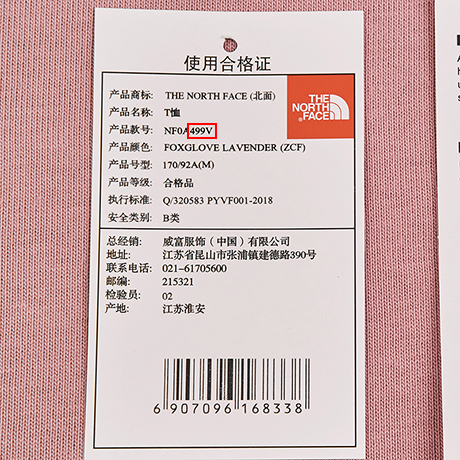 使用合格证
产品商标: THE NORTH FACE (北面)
产品名称: T恤
产品款号: NF0A499V
产品颜色: FOXGLOVE LAVENDER (ZCF)
产品号型: 170/92A(M)
产品等级: 合格品
执行标准: Q/320583 PYVF001-2018
安全类别: B类
THE
NORTH
FACE
总经销: 威富服饰（中国）有限公司
地址: 江苏省昆山市张浦镇建德路390号
联系电话: 021-61705600
邮编: 215321
检验员: 02
产地: 江苏淮安
6 907096 168338